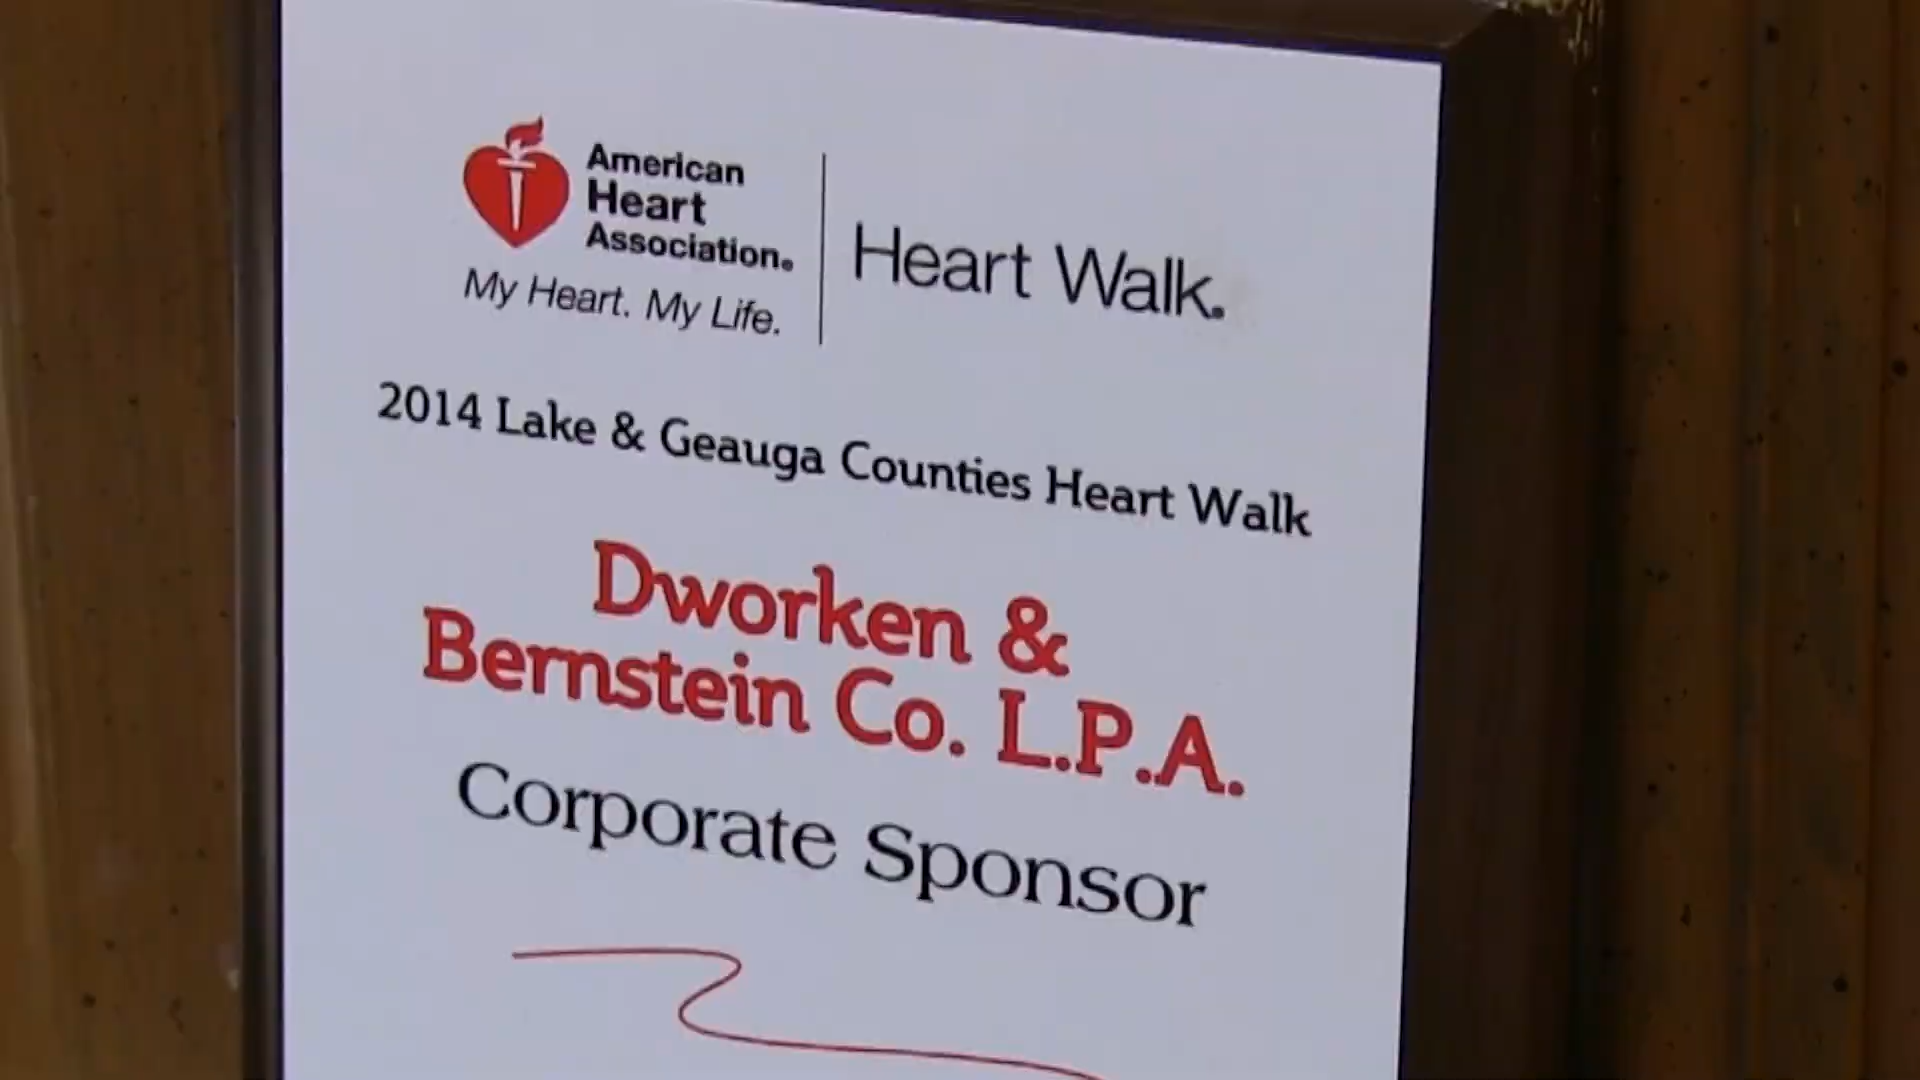 American
Heart
Association®
My Heart. My Life.
Heart Walk®
2014 Lake & Geauga Counties Heart Walk
Dworken &
Bernstein Co. L.P.A.
Corporate Sponsor